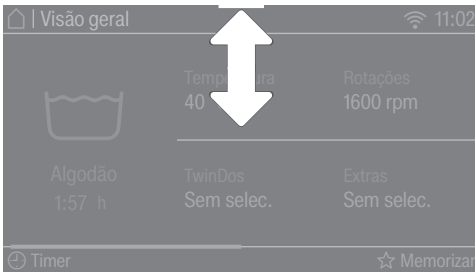 | Visão geral
11:02
Temperatura Rotações
40 1600 rpm
Algodão
1:57 h
TwinDos Extras
Sem selec. Sem selec.
Timer
Memorizar